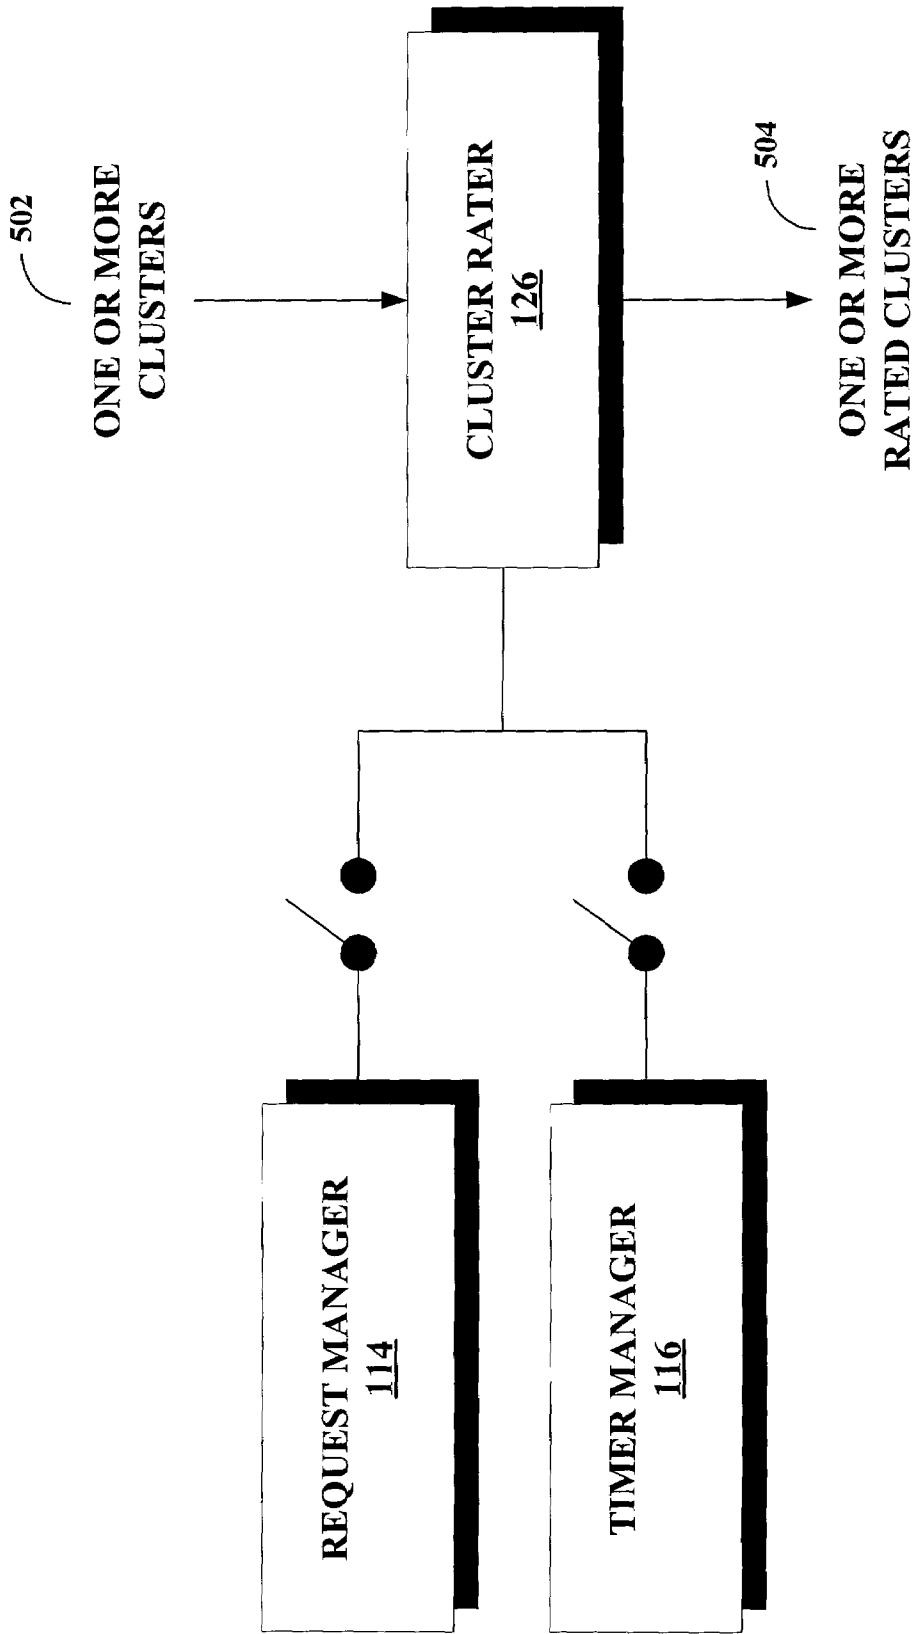 502
ONE OR MORE
CLUSTERS
CLUSTER RATER
126
504
ONE OR MORE
RATED CLUSTERS
REQUEST MANAGER
114
TIMER MANAGER
116